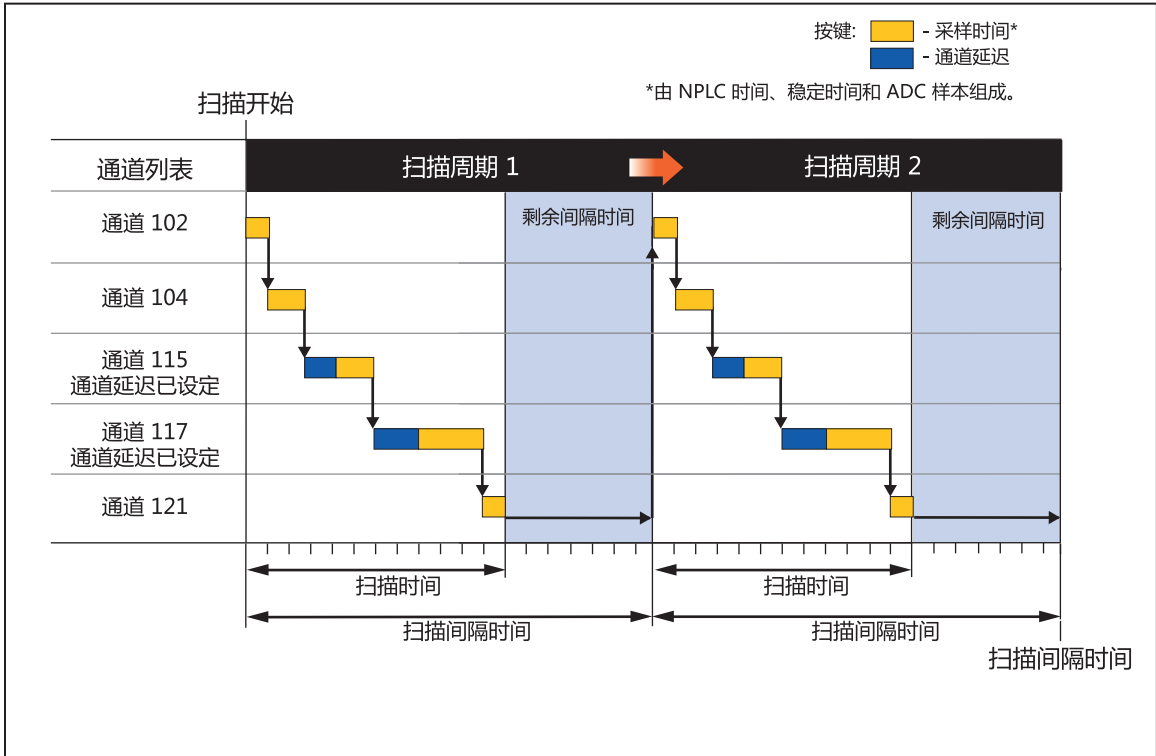 按键:
- 采样时间*
- 通道延迟
*由 NPLC 时间、稳定时间和 ADC 样本组成。
扫描开始
通道列表
扫描周期 1
扫描周期 2
通道 102
剩余间隔时间
剩余间隔时间
通道 104
通道 115
通道延迟已设定
通道 117
通道延迟已设定
通道 121
扫描时间
扫描时间
扫描间隔时间
扫描间隔时间
扫描间隔时间